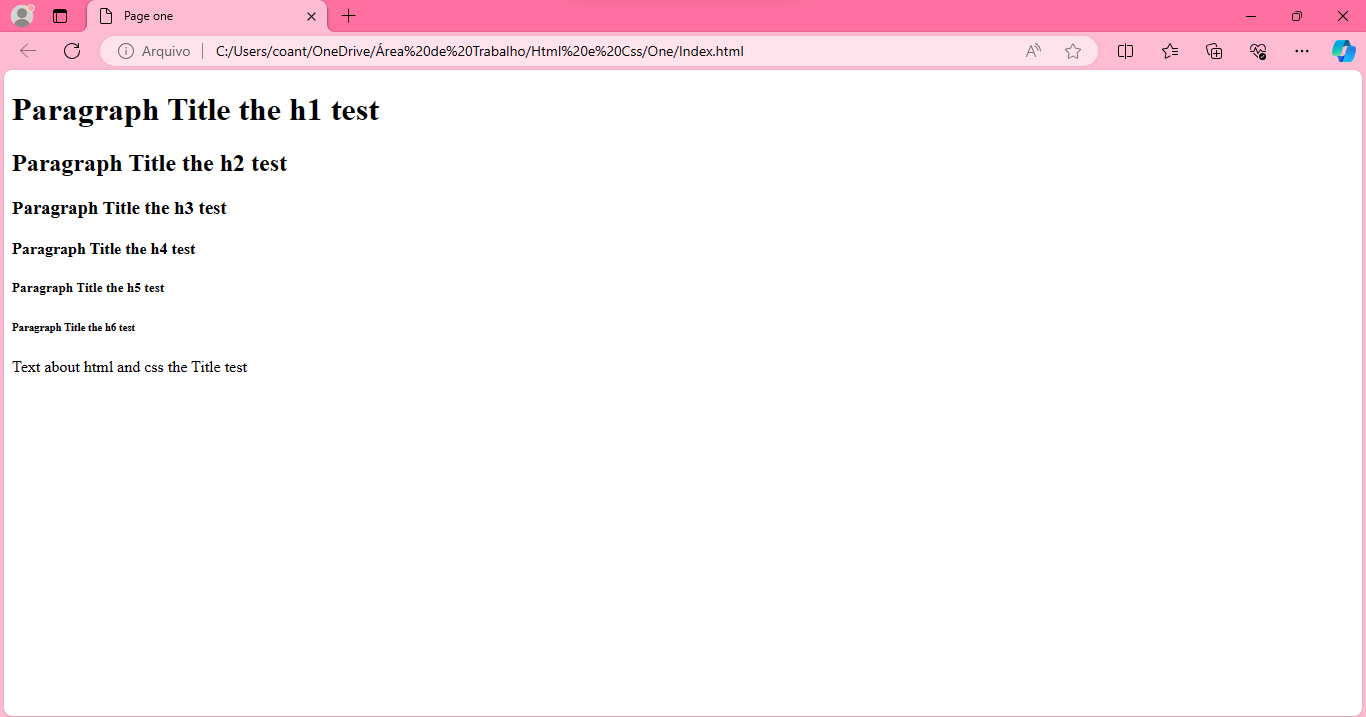 Page one
Arquivo
C:/Users/coant/OneDrive/Área%20de%20Trabalho/Html%20e%20Css/One/Index.html
Paragraph Title the h1 test
Paragraph Title the h2 test
Paragraph Title the h3 test
Paragraph Title the h4 test
Paragraph Title the h5 test
Paragraph Title the h6 test
Text about html and css the Title test